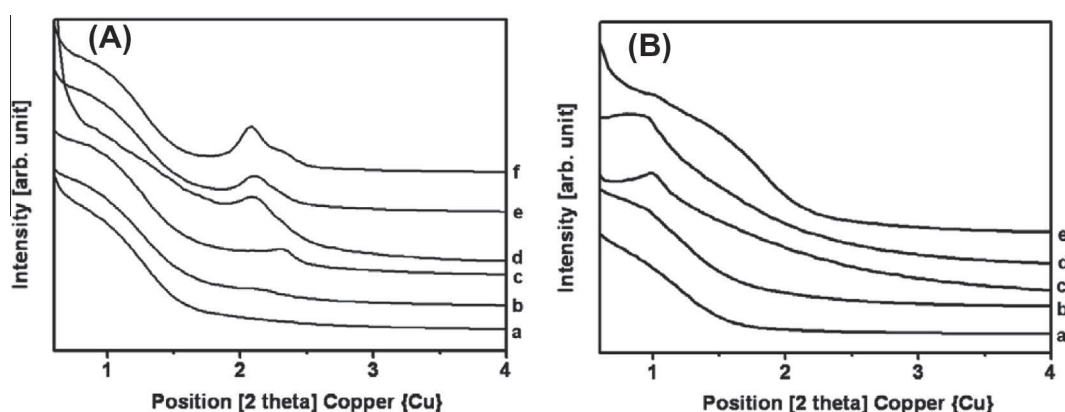 (A)
Intensity [arb. unit]
f
e
d
c
b
a
1 2 3 4
Position [2 theta] Copper {Cu}
(B)
Intensity [arb. unit]
e
d
c
b
a
1 2 3 4
Position [2 theta] Copper {Cu}